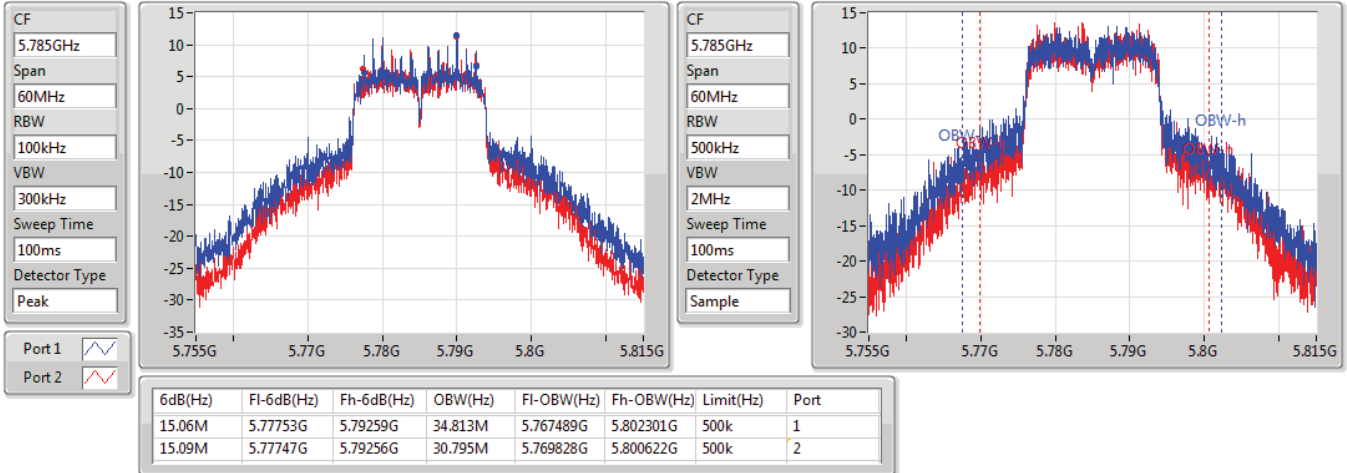 CF
5.785GHz
Span
60MHz
RBW
100kHz
VBW
300kHz
Sweep Time
100ms
Detector Type
Peak
Port 1
Port 2
15
10
5
0
-5
-10
-15
-20
-25
-30
-35
5.755G 5.77G 5.78G 5.79G 5.8G 5.815G
CF
5.785GHz
Span
60MHz
RBW
500kHz
VBW
2MHz
Sweep Time
100ms
Detector Type
Sample
15
10
5
0
-5
-10
-15
-20
-25
-30
OBW-h
OBW-h
5.755G 5.77G 5.78G 5.79G 5.8G 5.815G
6dB(Hz) Fl-6dB(Hz) Fh-6dB(Hz) OBW(Hz) Fl-OBW(Hz) Fh-OBW(Hz) Limit(Hz) Port
15.06M 5.77753G 5.79259G 34.813M 5.767489G 5.802301G 500k 1
15.09M 5.77747G 5.79256G 30.795M 5.769828G 5.800622G 500k 2